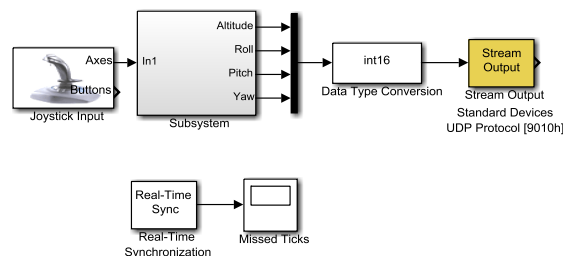 Altitude
Axes
In1
Roll
Buttons
Pitch
Yaw
Joystick Input
Subsystem
int16
Data Type Conversion
Stream
Output
Stream Output
Standard Devices
UDP Protocol [9010h]
Real-Time
Sync
Real-Time
Synchronization
Missed Ticks